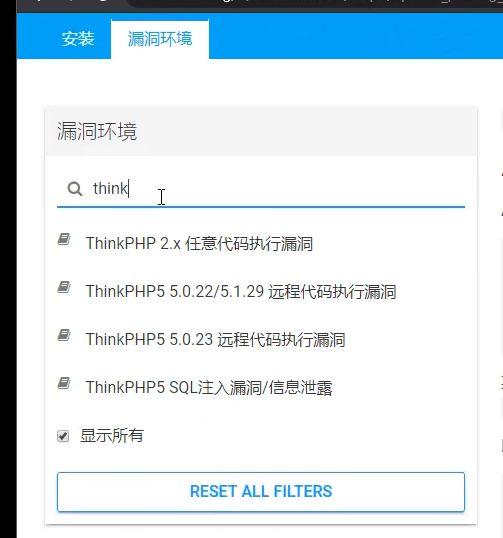 安装
漏洞环境
漏洞环境
think
ThinkPHP 2.x 任意代码执行漏洞
ThinkPHP5 5.0.22/5.1.29 远程代码执行漏洞
ThinkPHP5 5.0.23 远程代码执行漏洞
ThinkPHP5 SQL注入漏洞/信息泄露
显示所有
RESET ALL FILTERS